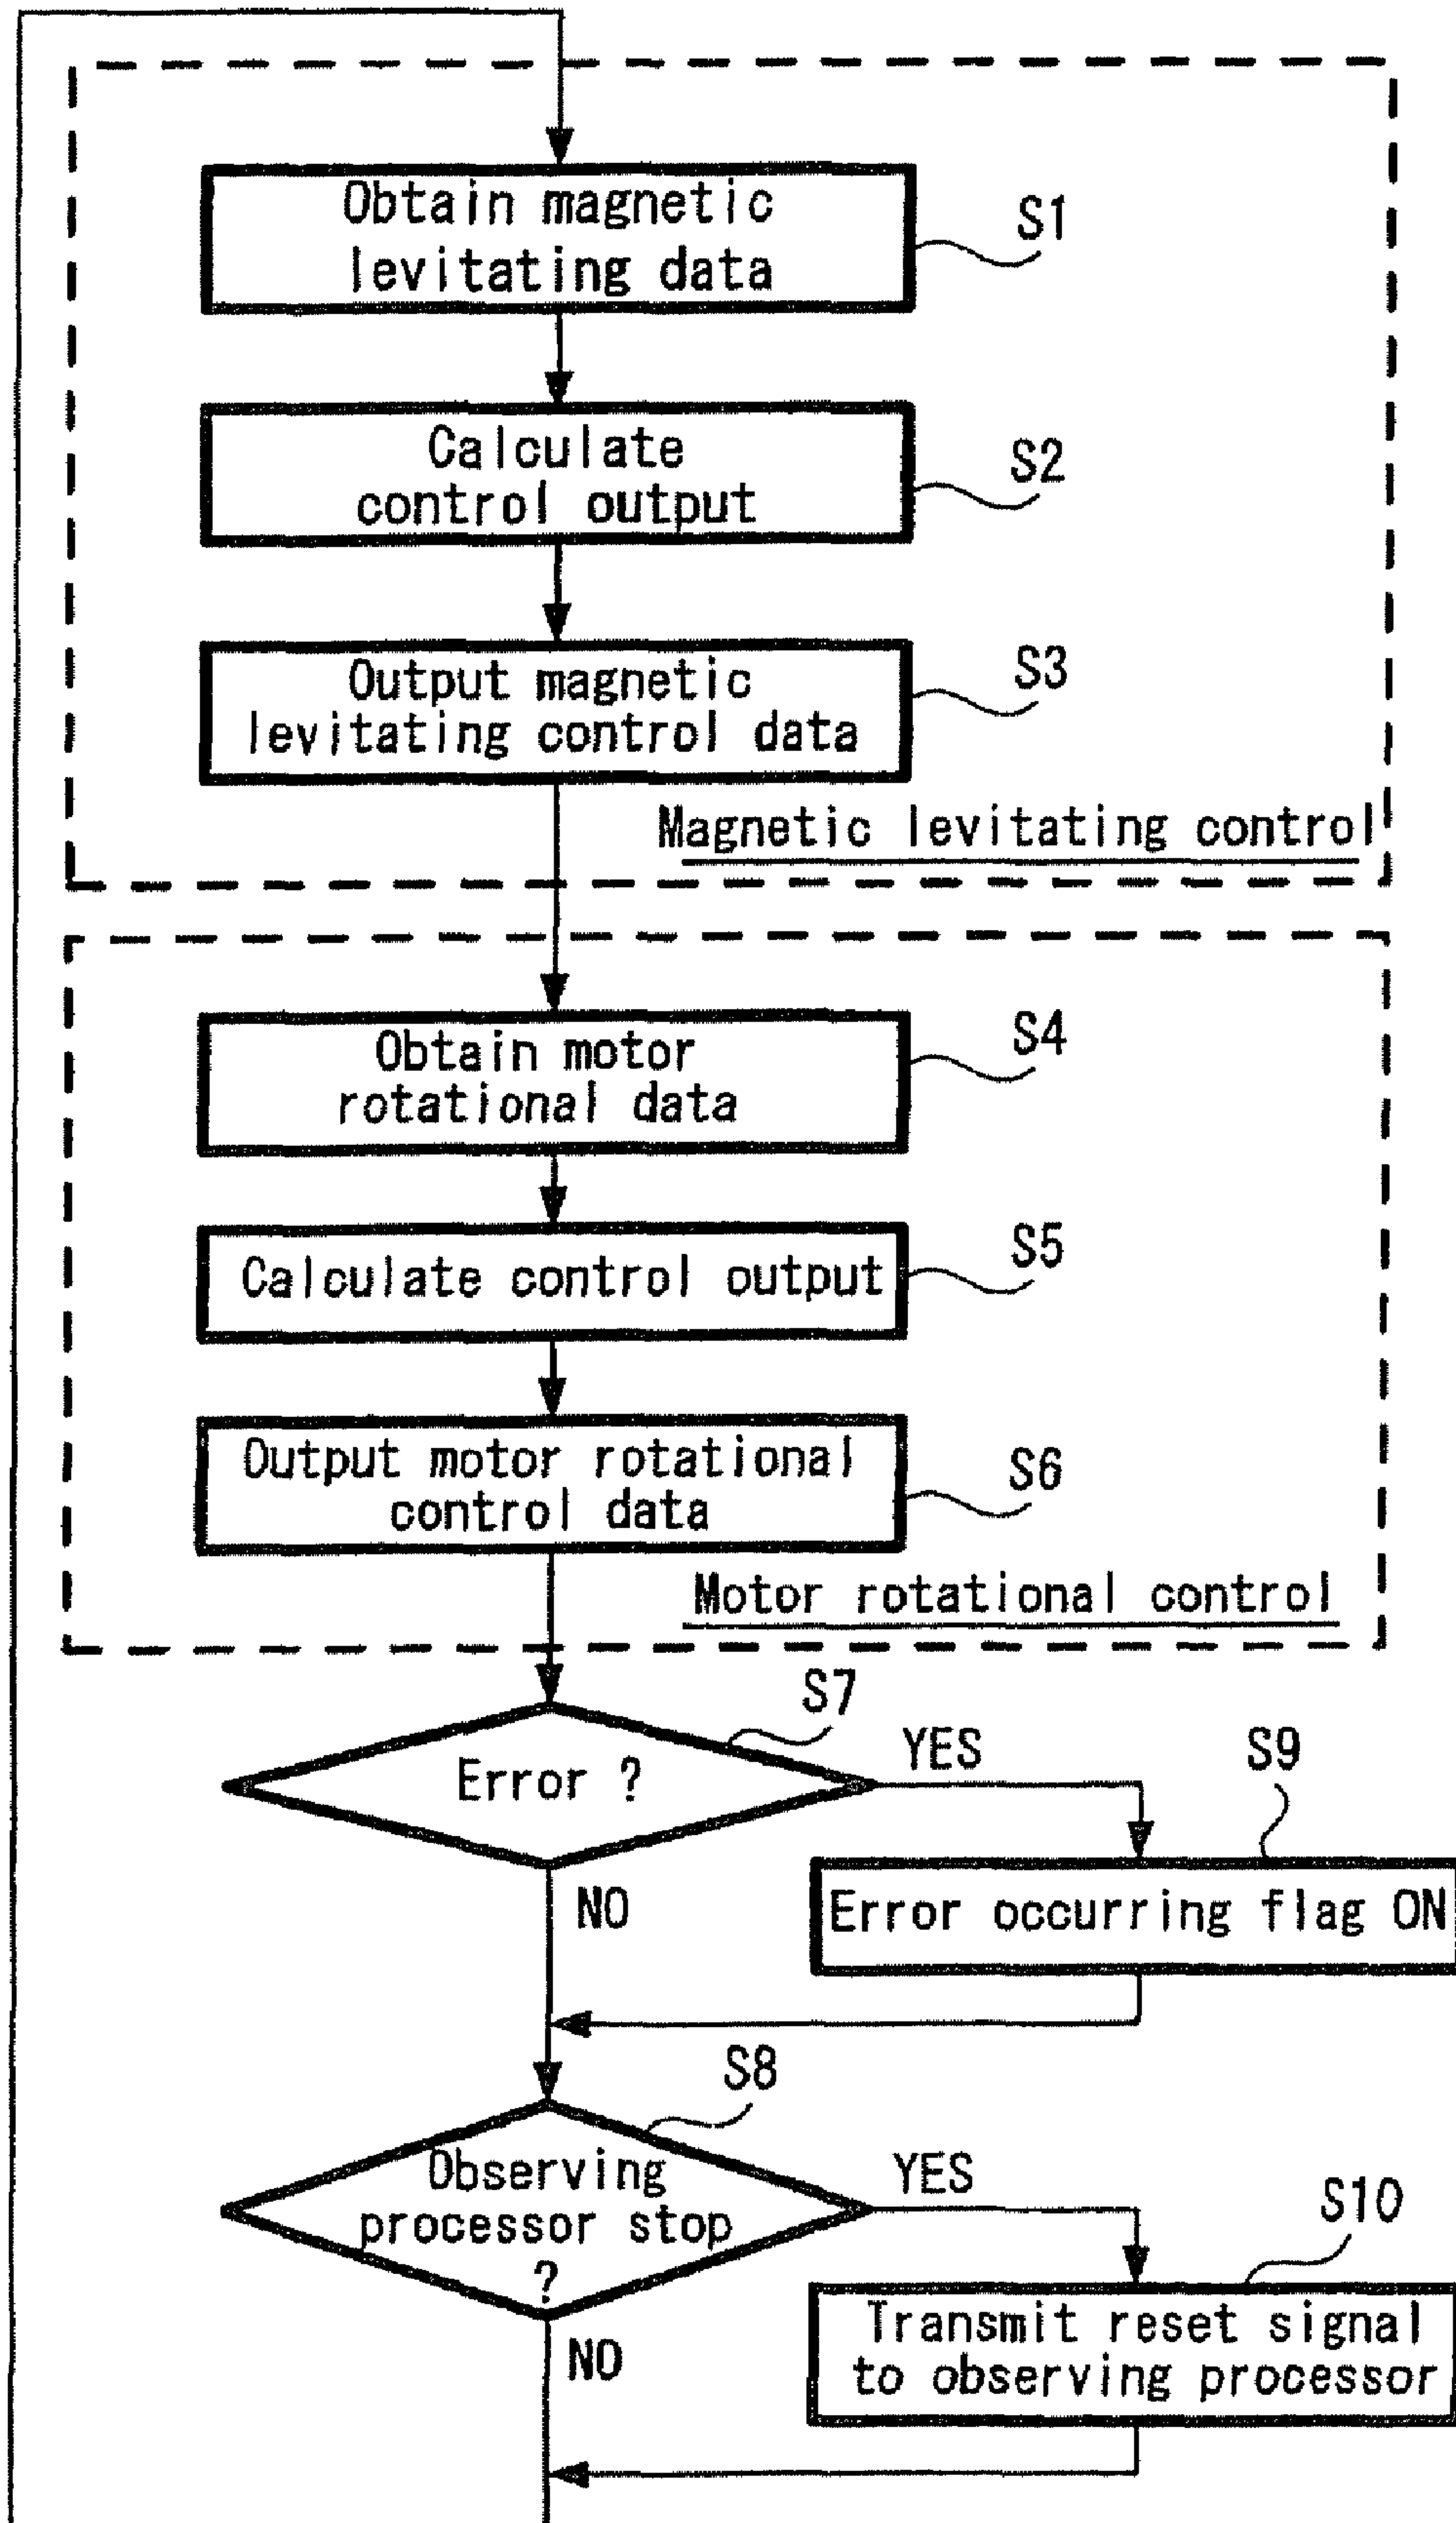 Obtain magnetic
levitating data
S1
Calculate
control output
S2
Output magnetic
levitating control data
S3
Magnetic levitating control
Obtain motor
rotational data
S4
Calculate control output
S5
Output motor rotational
control data
S6
Motor rotational control
S7
Error ?
YES
S9
NO
Error occurring flag ON
S8
Observing
processor stop
?
YES
S10
NO
Transmit reset signal
to observing processor